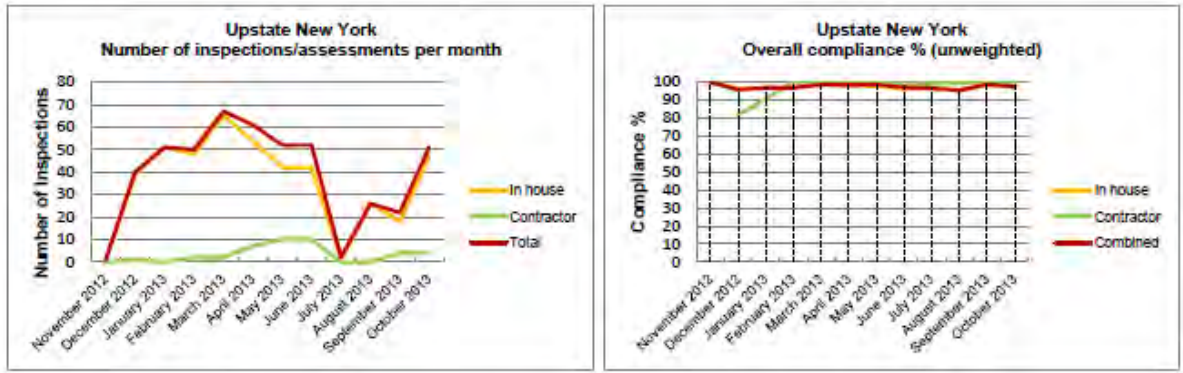 Upstate New York
Number of inspections/assessments per month
80
70
60
50
40
30
20
10
0
Number of inspections
November 2012
December 2012
January 2013
February 2013
March 2013
April 2013
May 2013
June 2013
July 2013
August 2013
September 2013
October 2013
In house
Contractor
Total
Upstate New York
Overall compliance % (unweighted)
100
90
80
70
60
50
40
30
20
10
0
Compliance %
November 2012
December 2012
January 2013
February 2013
March 2013
April 2013
May 2013
June 2013
July 2013
August 2013
September 2013
October 2013
In house
Contractor
Combined